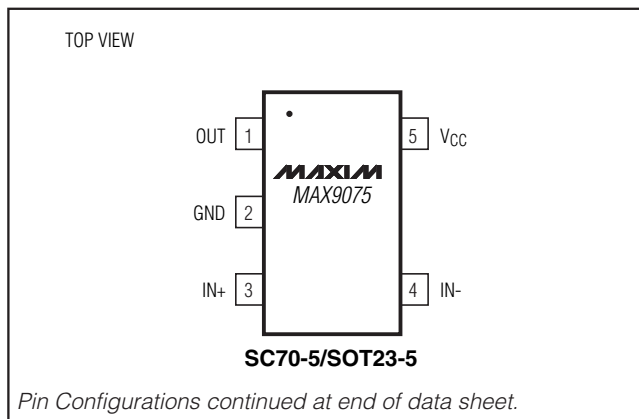 TOP VIEW
OUT 1
5 VCC
MAXIM
MAX9075
GND 2
IN+ 3
4 IN-
SC70-5/SOT23-5
Pin Configurations continued at end of data sheet.